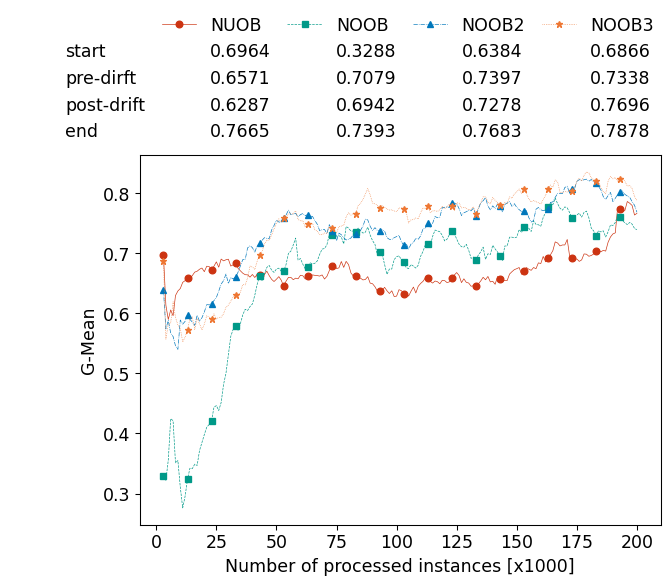 NUOB NOOB NOOB2 NOOB3
start 0.6964 0.3288 0.6384 0.6866
pre-dirft 0.6571 0.7079 0.7397 0.7338
post-drift 0.6287 0.6942 0.7278 0.7696
end 0.7665 0.7393 0.7683 0.7878
0.8
0.7
0.6
0.5
0.4
0.3
G-Mean
0 25 50 75 100 125 150 175 200
Number of processed instances [x1000]